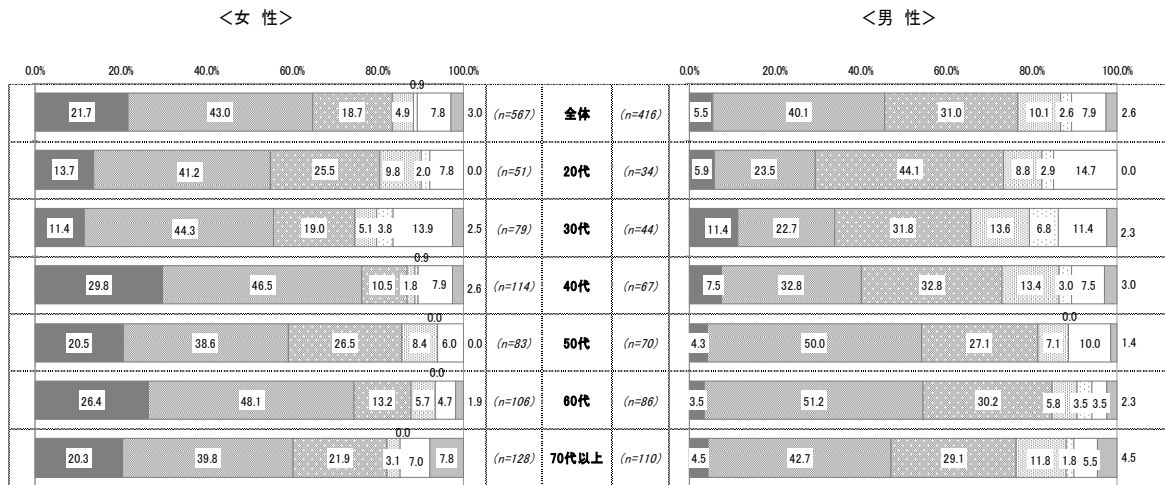 ＜女 性＞ ＜男 性＞
0.0% 20.0% 40.0% 60.0% 80.0% 100.0% 0.0% 20.0% 40.0% 60.0% 80.0% 100.0%
0.9
21.7 43.0 18.7 4.9 7.8 3.0 (n=567) 全体 (n=416) 5.5 40.1 31.0 10.1 2.6 7.9 2.6
13.7 41.2 25.5 9.8 2.0 7.8 0.0 (n=51) 20代 (n=34) 5.9 23.5 44.1 8.8 2.9 14.7 0.0
11.4 44.3 19.0 5.1 3.8 13.9 2.5 (n=79) 30代 (n=44) 11.4 22.7 31.8 13.6 6.8 11.4 2.3
0.9
29.8 46.5 10.5 1.8 7.9 2.6 (n=114) 40代 (n=67) 7.5 32.8 32.8 13.4 3.0 7.5 3.0
0.0 0.0
20.5 38.6 26.5 8.4 6.0 0.0 (n=83) 50代 (n=70) 4.3 50.0 27.1 7.1 10.0 1.4
0.0
26.4 48.1 13.2 5.7 4.7 1.9 (n=106) 60代 (n=86) 3.5 51.2 30.2 5.8 3.5 3.5 2.3
0.0
20.3 39.8 21.9 3.1 7.0 7.8 (n=128) 70代以上 (n=110) 4.5 42.7 29.1 11.8 1.8 5.5 4.5